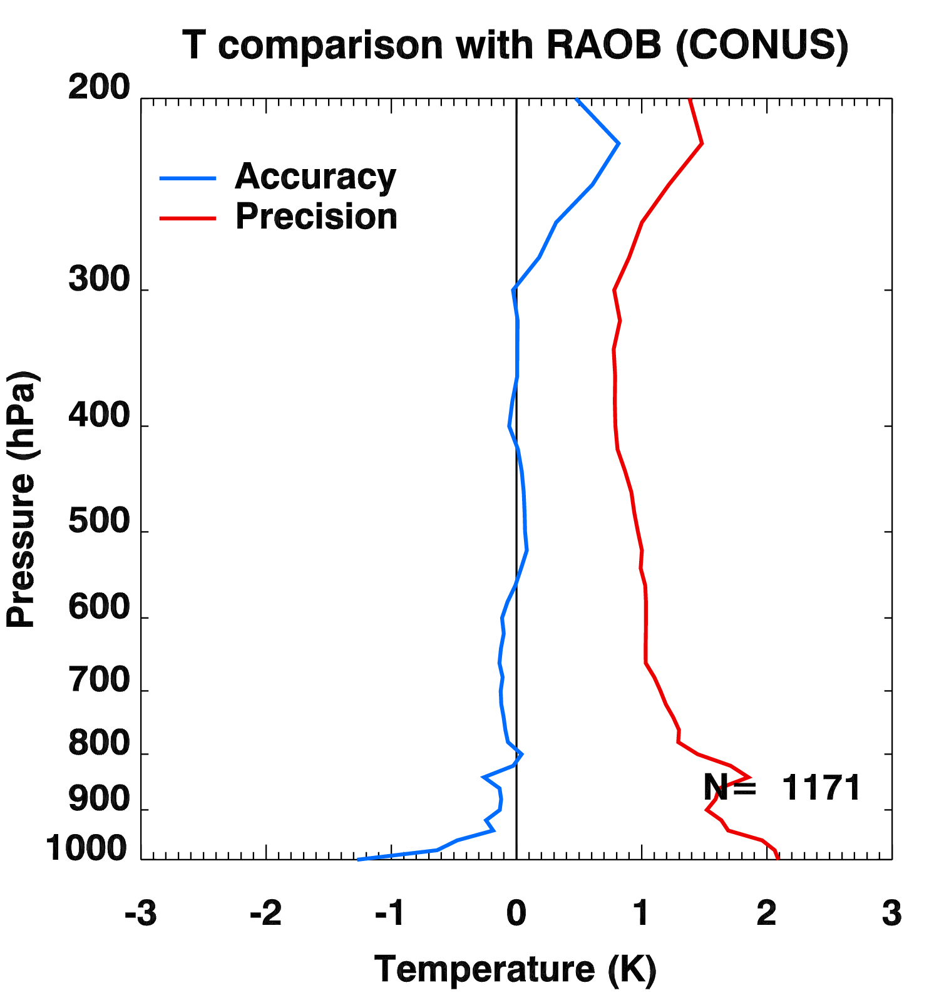 T comparison with RAOB (CONUS)
200
Accuracy
Precision
300
400
500
600
700
800
N= 1171
900
1000
-3 -2 -1 0 1 2 3
Temperature (K)
Pressure (hPa)